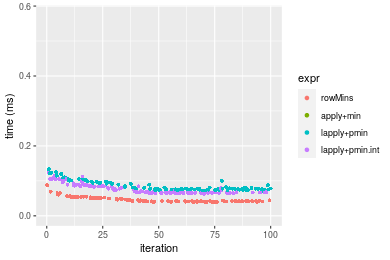 0.6
0.4
0.2
0.0
time (ms)
0
25
50
75
100
iteration
expr
rowMins
apply+min
lapply+pmin
lapply+pmin.int